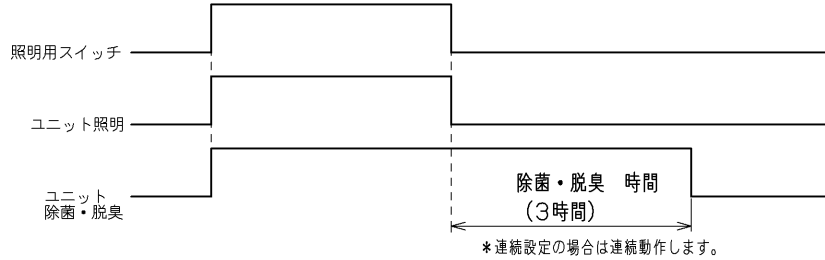 照明用スイッチ
ユニット照明
ユニット
除菌・脱臭
除菌・脱臭　時間
(3時間)
*連続設定の場合は連続動作します。